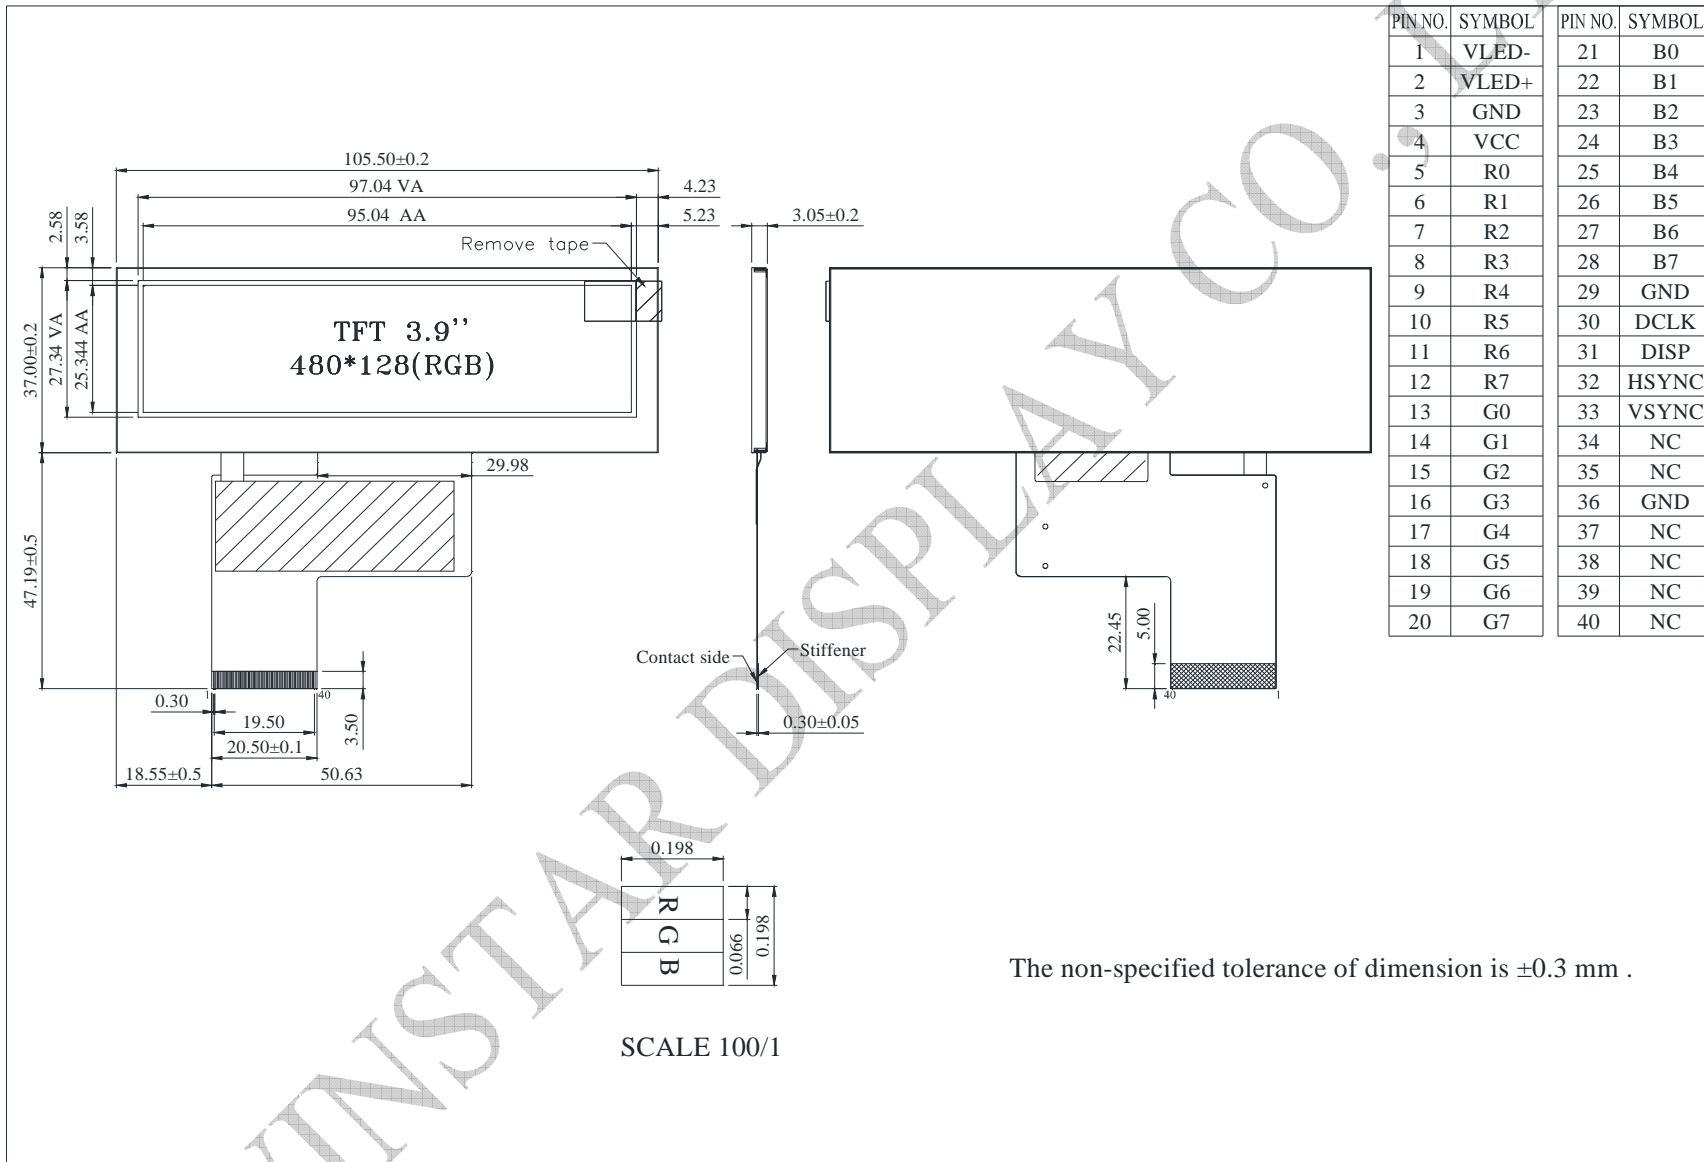 PIN NO. SYMBOL PIN NO. SYMBOL
1 VLED- 21 B0
2 VLED+ 22 B1
3 GND 23 B2
4 VCC 24 B3
5 R0 25 B4
6 R1 26 B5
7 R2 27 B6
8 R3 28 B7
9 R4 29 GND
10 R5 30 DCLK
11 R6 31 DISP
12 R7 32 HSYNC
13 G0 33 VSYNC
14 G1 34 NC
15 G2 35 NC
16 G3 36 GND
17 G4 37 NC
18 G5 38 NC
19 G6 39 NC
20 G7 40 NC
105.50±0.2
97.04 VA
4.23
95.04 AA
5.23
2.58
3.58
Remove tape
37.00±0.2
27.34 VA
25.344 AA
TFT 3.9''
480*128(RGB)
29.98
47.19±0.5
1
40
0.30
19.50
3.50
20.50±0.1
18.55±0.5
50.63
3.05±0.2
Contact side
Stiffener
0.30±0.05
22.45
5.00
40
1
0.198
R
G
B
0.066
0.198
SCALE 100/1
The non-specified tolerance of dimension is ±0.3 mm .
INSTAR DISPLAY CO., L